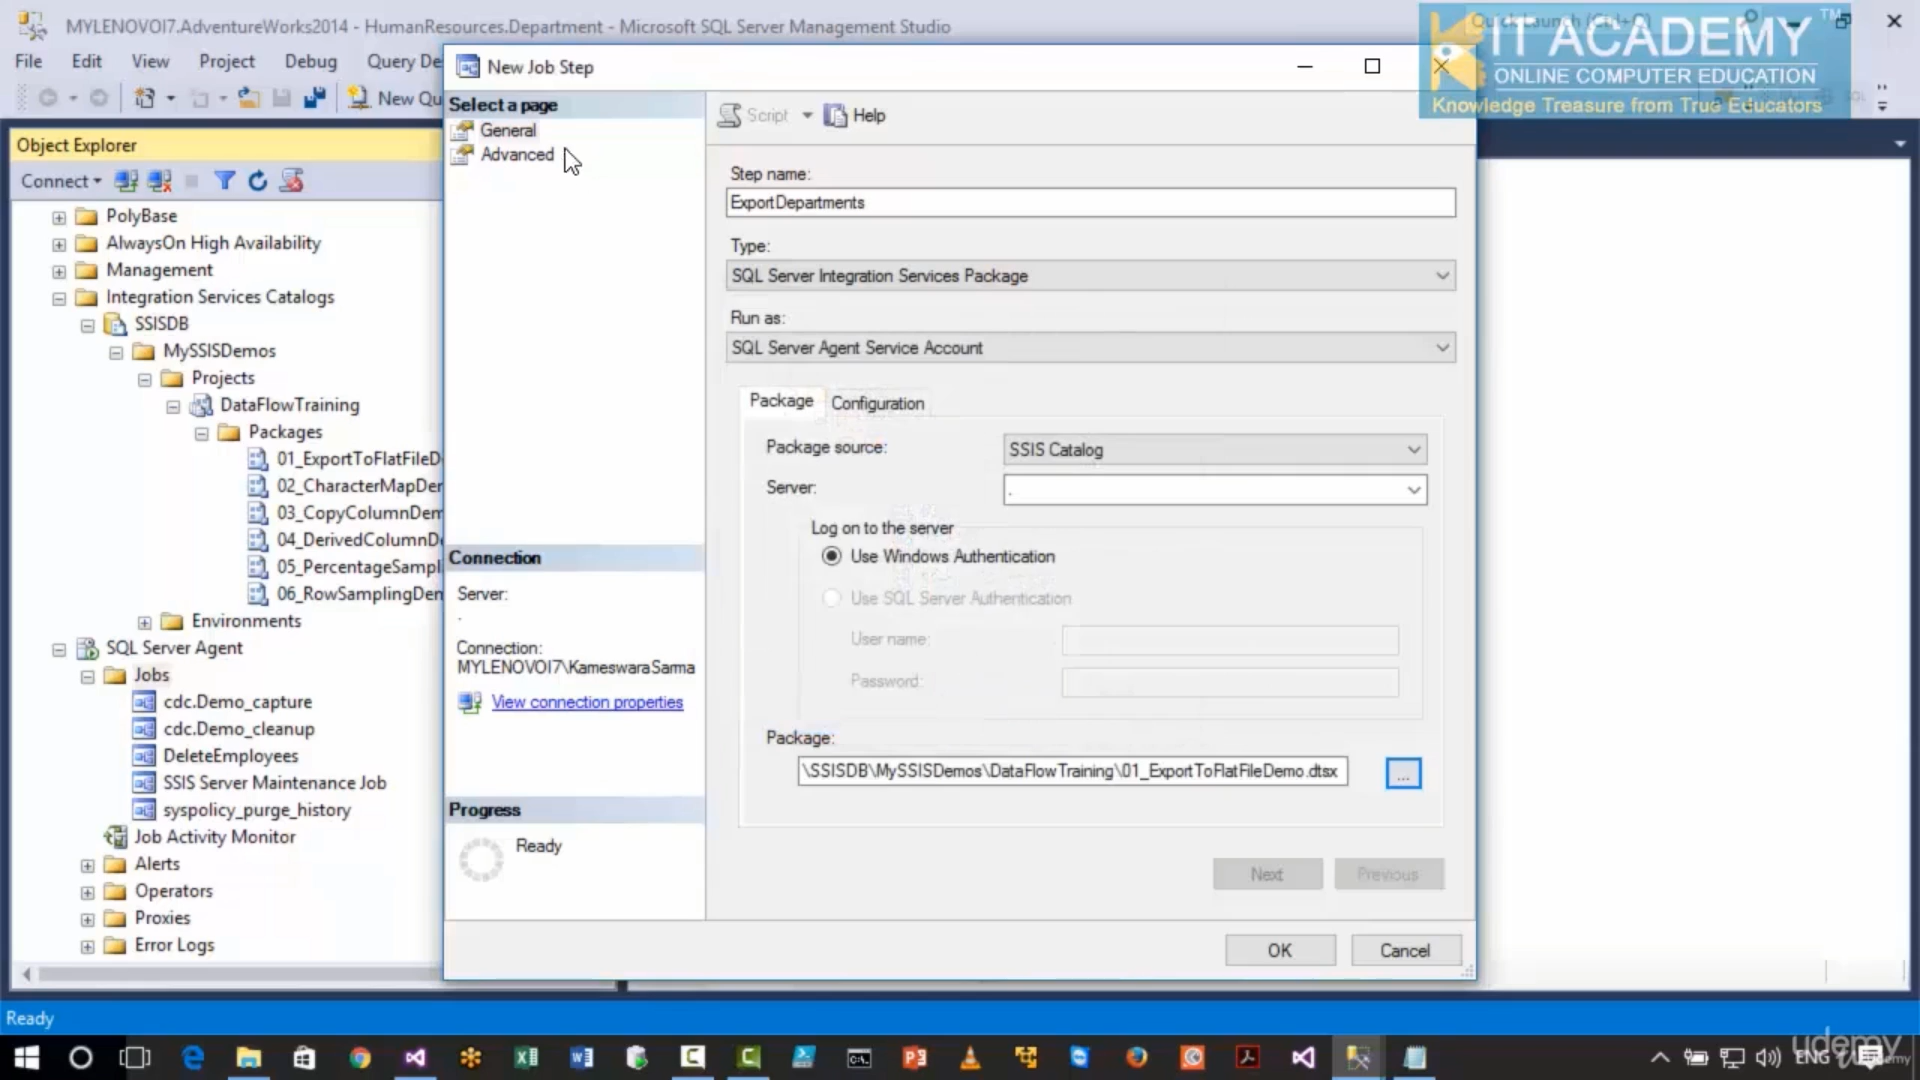 MYLENOVOI7.AdventureWorks2014 - HumanResources.Department - Microsoft SQL Server Management Studio
Quick Launch (Ctrl+Q)
File Edit View Project Debug Query De
New Qu
IT ACADEMY TM
ONLINE COMPUTER EDUCATION
Knowledge Treasure from True Educators
Object Explorer
Connect
PolyBase
AlwaysOn High Availability
Management
Integration Services Catalogs
SSISDB
MySSISDemos
Projects
DataFlowTraining
Packages
01_ExportToFlatFileD
02_CharacterMapDer
03_CopyColumnDem
04_DerivedColumnD
05_PercentageSampl
06_RowSamplingDen
Environments
SQL Server Agent
Jobs
cdc.Demo_capture
cdc.Demo_cleanup
DeleteEmployees
SSIS Server Maintenance Job
syspolicy_purge_history
Job Activity Monitor
Alerts
Operators
Proxies
Error Logs
New Job Step
Select a page
General
Advanced
Connection
Server:
.
Connection:
MYLENOVOI7\KameswaraSarma
View connection properties
Progress
Ready
Script Help
Step name:
ExportDepartments
Type:
SQL Server Integration Services Package
Run as:
SQL Server Agent Service Account
Package Configuration
Package source: SSIS Catalog
Server: .
Log on to the server
Use Windows Authentication
Use SQL Server Authentication
User name:
Password:
Package:
\SSISDB\MySSISDemos\DataFlowTraining\01_ExportToFlatFileDemo.dtsx ...
Next Previous
OK Cancel
Ready
ENG
udemy